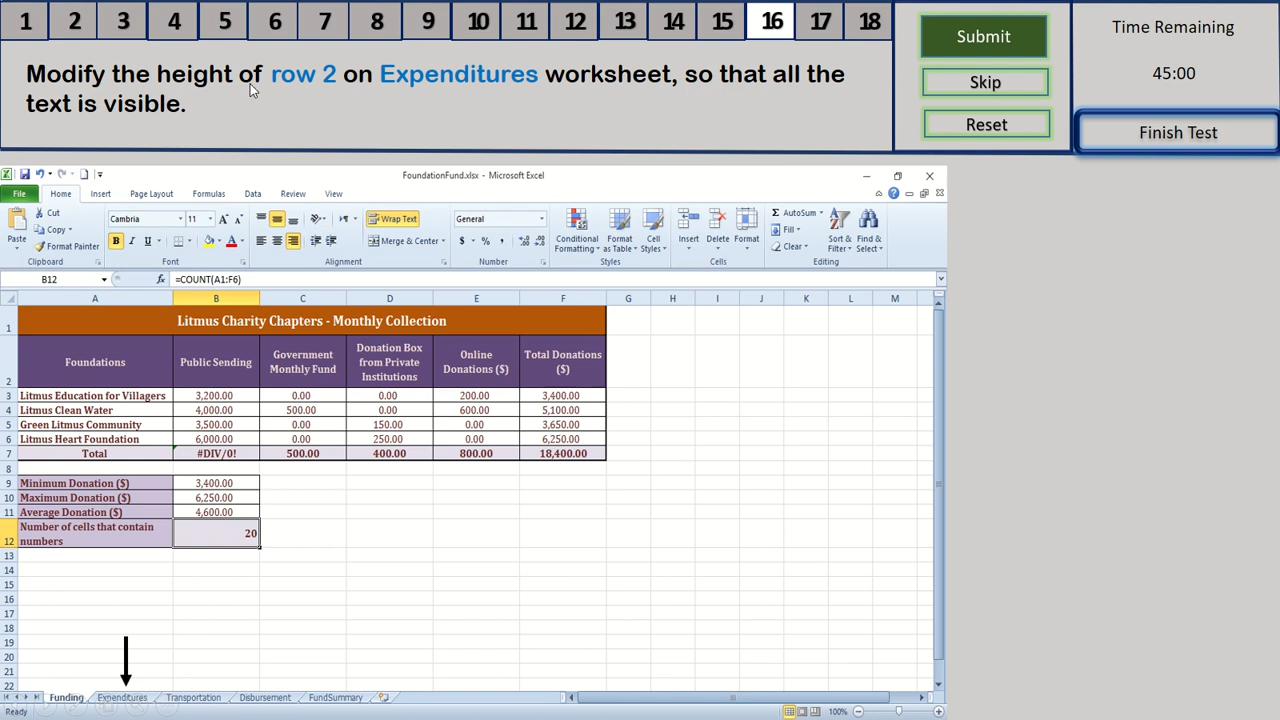 1 2 3 4 5 6 7 8 9 10 11 12 13 14 15 16 17 18
Submit
Skip
Reset
Time Remaining
45:00
Finish Test
Modify the height of row 2 on Expenditures worksheet, so that all the
text is visible.
FoundationFund.xlsx - Microsoft Excel
File Home Insert Page Layout Formulas Data Review View
Paste
Cut
Copy
Format Painter
Clipboard
Cambria 11
B I U
Font
Wrap Text
Merge & Center
Alignment
General
$ % ,
Number
Conditional Formatting
Format as Table
Cell Styles
Styles
Insert
Delete
Format
Cells
AutoSum
Fill
Clear
Sort & Filter
Find & Select
Editing
B12 fx =COUNT(A1:F6)
A B C D E F G H I J K L M
1 Litmus Charity Chapters - Monthly Collection
2 Foundations Public Sending Government Monthly Fund Donation Box from Private Institutions Online Donations ($) Total Donations ($)
3 Litmus Education for Villagers 3,200.00 0.00 0.00 200.00 3,400.00
4 Litmus Clean Water 4,000.00 500.00 0.00 600.00 5,100.00
5 Green Litmus Community 3,500.00 0.00 150.00 0.00 3,650.00
6 Litmus Heart Foundation 6,000.00 0.00 250.00 0.00 6,250.00
7 Total #DIV/0! 500.00 400.00 800.00 18,400.00
8
9 Minimum Donation ($) 3,400.00
10 Maximum Donation ($) 6,250.00
11 Average Donation ($) 4,600.00
12 Number of cells that contain numbers 20
13
14
15
16
17
18
19
20
21
22
Funding Expenditures Transportation Disbursement FundSummary
Ready
100%